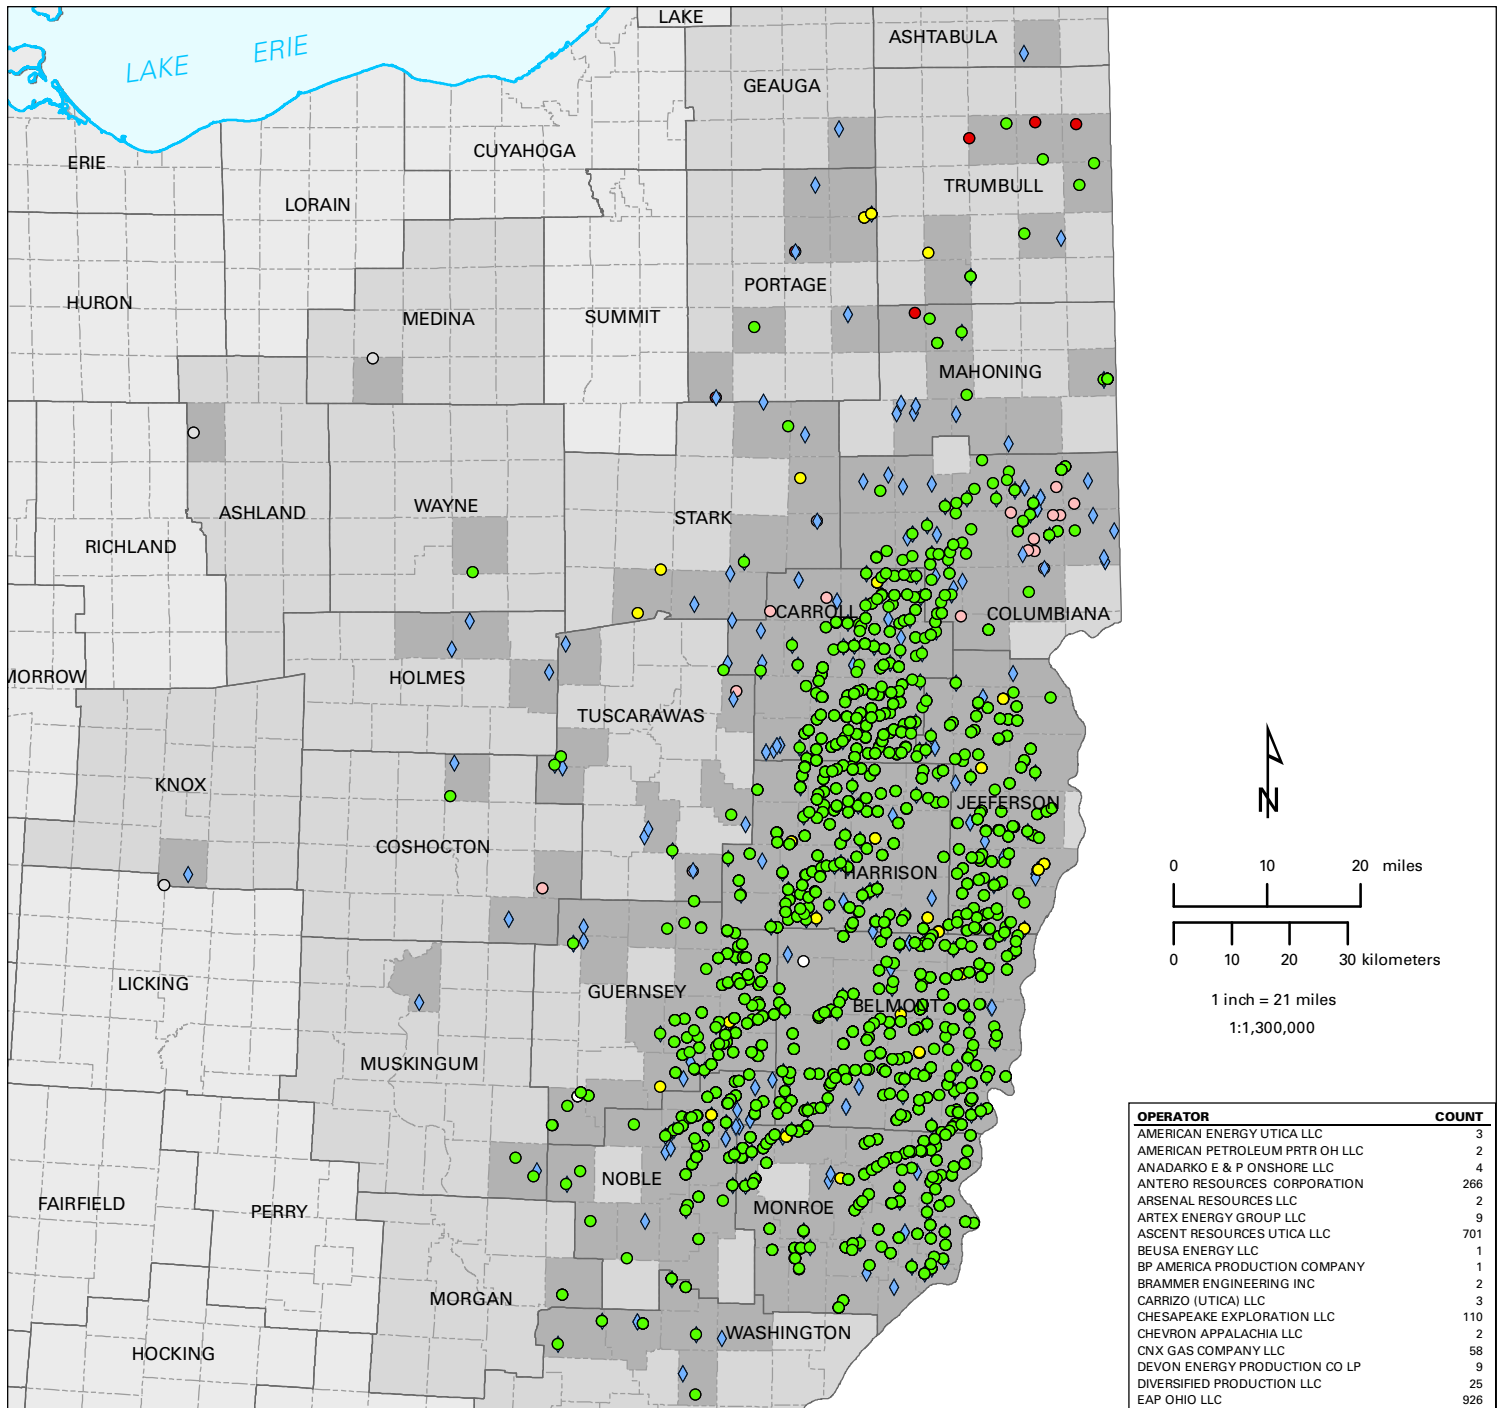 LAKE
ASHTABULA
LAKE ERIE
GEAUGA
ERIE
CUYAHOGA
TRUMBULL
LORAIN
PORTAGE
HURON
MEDINA
SUMMIT
MAHONING
WAYNE
ASHLAND
STARK
RICHLAND
CARROLL
COLUMBIANA
MORROW
HOLMES
TUSCARAWAS
KNOX
JEFFERSON
COSHOCTON
HARRISON
LICKING
GUERNSEY
BELMONT
MUSKINGUM
NOBLE
FAIRFIELD
PERRY
MONROE
MORGAN
WASHINGTON
HOCKING
N
0 10 20 miles
0 10 20 30 kilometers
1 inch = 21 miles
1:1,300,000
OPERATOR COUNT
AMERICAN ENERGY UTICA LLC 3
AMERICAN PETROLEUM PRTR OH LLC 2
ANADARKO E & P ONSHORE LLC 4
ANTERO RESOURCES CORPORATION 266
ARSENAL RESOURCES LLC 2
ARTEX ENERGY GROUP LLC 9
ASCENT RESOURCES UTICA LLC 701
BEUSA ENERGY LLC 1
BP AMERICA PRODUCTION COMPANY 1
BRAMMER ENGINEERING INC 2
CARRIZO (UTICA) LLC 3
CHESAPEAKE EXPLORATION LLC 110
CHEVRON APPALACHIA LLC 2
CNX GAS COMPANY LLC 58
DEVON ENERGY PRODUCTION CO LP 9
DIVERSIFIED PRODUCTION LLC 25
EAP OHIO LLC 926